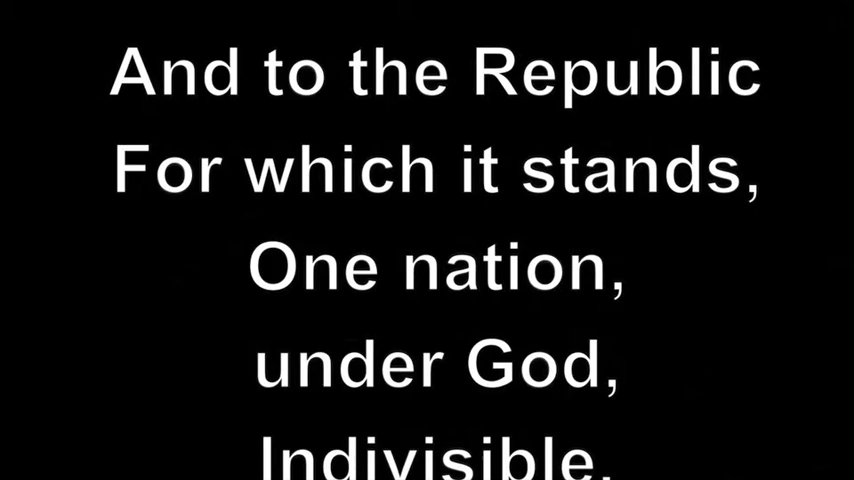 And to the Republic
For which it stands,
One nation,
under God,
Indivisible,